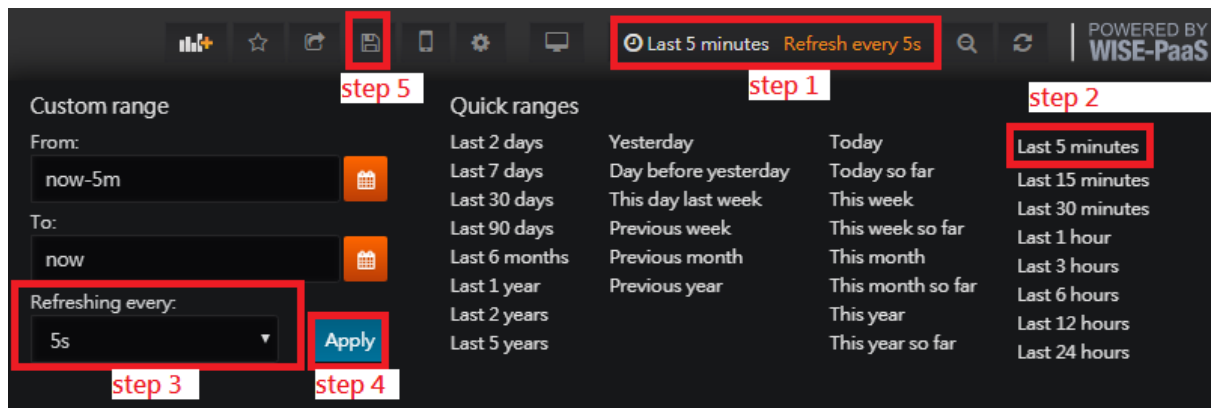 Last 5 minutes Refresh every 5s
POWERED BY
WISE-PaaS
step 5
step 1
step 2
Custom range
From:
now-5m
To:
now
Refreshing every:
5s
Apply
step 3
step 4
Quick ranges
Last 2 days
Last 7 days
Last 30 days
Last 90 days
Last 6 months
Last 1 year
Last 2 years
Last 5 years
Yesterday
Day before yesterday
This day last week
Previous week
Previous month
Previous year
Today
Today so far
This week
This week so far
This month
This month so far
This year
This year so far
Last 5 minutes
Last 15 minutes
Last 30 minutes
Last 1 hour
Last 3 hours
Last 6 hours
Last 12 hours
Last 24 hours